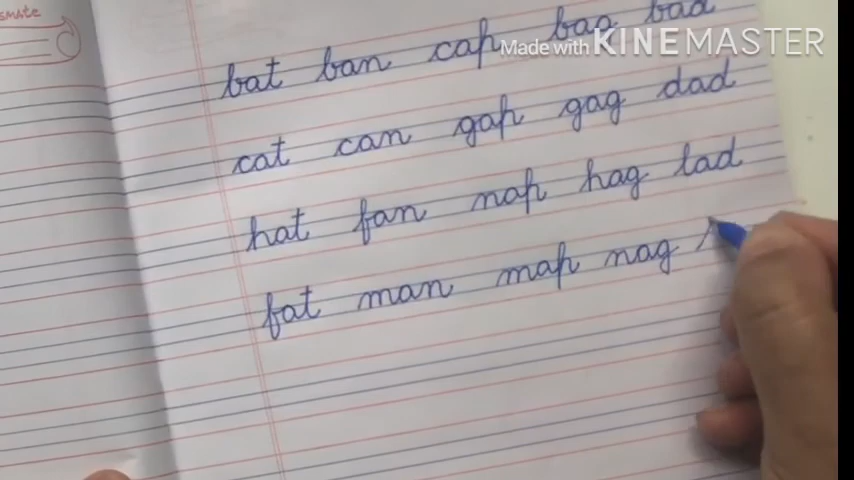 smate
Made with KINEMASTER
bat ban cap bag bad
cat can gap gag dad
hat fan nap hag lad
fat man map nag